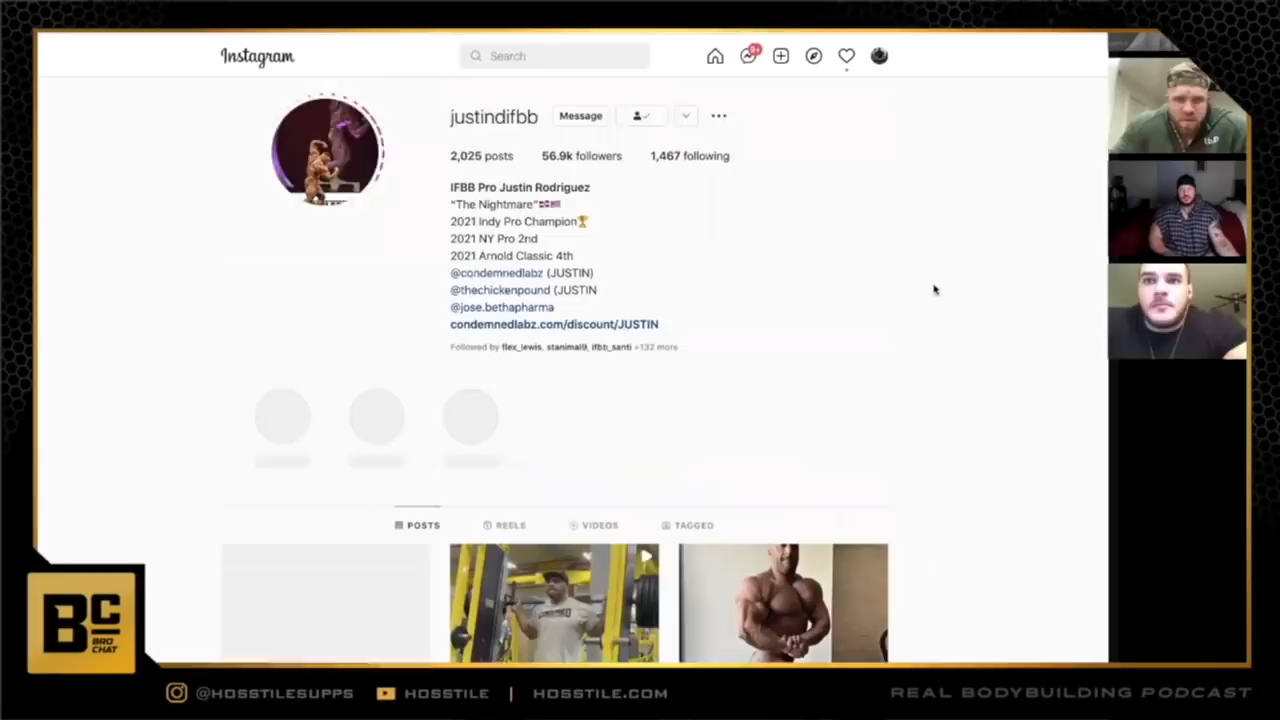 Instagram
Search
9+
justindifbb
Message
2,025 posts 56.9k followers 1,467 following
IFBB Pro Justin Rodriguez
“The Nightmare”
2021 Indy Pro Champion
2021 NY Pro 2nd
2021 Arnold Classic 4th
@condemnedlabz (JUSTIN)
@thechickenpound (JUSTIN
@jose.bethapharma
condemnedlabz.com/discount/JUSTIN
Followed by flex_lewis, stanimal9, ifbb_santi +132 more
POSTS REELS VIDEOS TAGGED
BC
BRO
CHAT
@HOSSTILESUPPS HOSSTILE | HOSSTILE.COM
REAL BODYBUILDING PODCAST